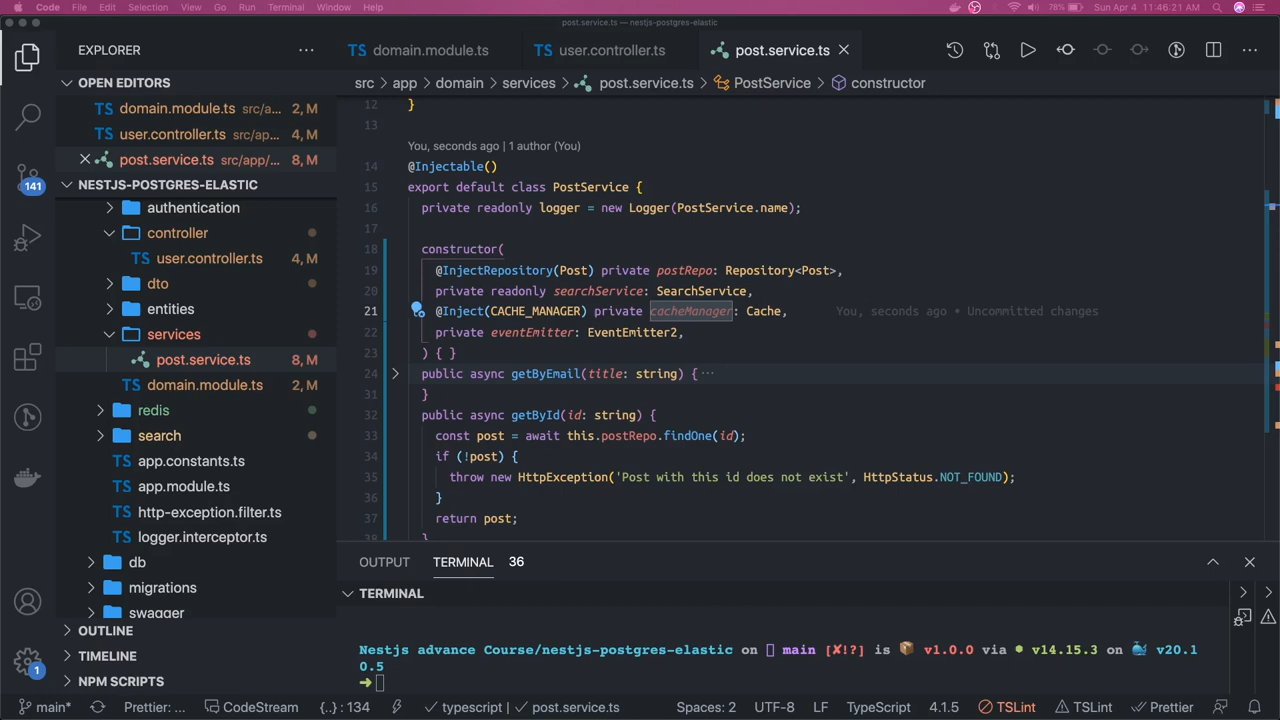 Code File Edit Selection View Go Run Terminal Window Help 78% Sun Apr 4 11:46:21 AM
post.service.ts — nestjs-postgres-elastic
EXPLORER
domain.module.ts
user.controller.ts
post.service.ts
src app domain services post.service.ts PostService constructor
OPEN EDITORS
TS domain.module.ts src/a... 2, M
TS user.controller.ts src/ap... 4, M
post.service.ts src/app/... 8, M
NESTJS-POSTGRES-ELASTIC
141
authentication
controller
TS user.controller.ts 4, M
dto
entities
services
post.service.ts 8, M
TS domain.module.ts 2, M
redis
search
TS app.constants.ts
TS app.module.ts
TS http-exception.filter.ts
TS logger.interceptor.ts
db
migrations
swagger
OUTLINE
TIMELINE
NPM SCRIPTS
1
12 }
13
You, seconds ago | 1 author (You)
14 @Injectable()
15 export default class PostService {
16 private readonly logger = new Logger(PostService.name);
17
18 constructor(
19 @InjectRepository(Post) private postRepo: Repository<Post>,
20 private readonly searchService: SearchService,
21 @Inject(CACHE_MANAGER) private cacheManager: Cache, You, seconds ago • Uncommitted changes
22 private eventEmitter: EventEmitter2,
23 ) { }
24 public async getByEmail(title: string) { ...
31 }
32 public async getById(id: string) {
33 const post = await this.postRepo.findOne(id);
34 if (!post) {
35 throw new HttpException('Post with this id does not exist', HttpStatus.NOT_FOUND);
36 }
37 return post;
38 }
OUTPUT TERMINAL 36
TERMINAL
Nestjs advance Course/nestjs-postgres-elastic on main [✘!?] is 📦 v1.0.0 via v14.15.3 on 🐳 v20.1
0.5
➜
main* Prettier: ... CodeStream {..} : 134 typescript | post.service.ts Spaces: 2 UTF-8 LF TypeScript 4.1.5 TSLint TSLint Prettier